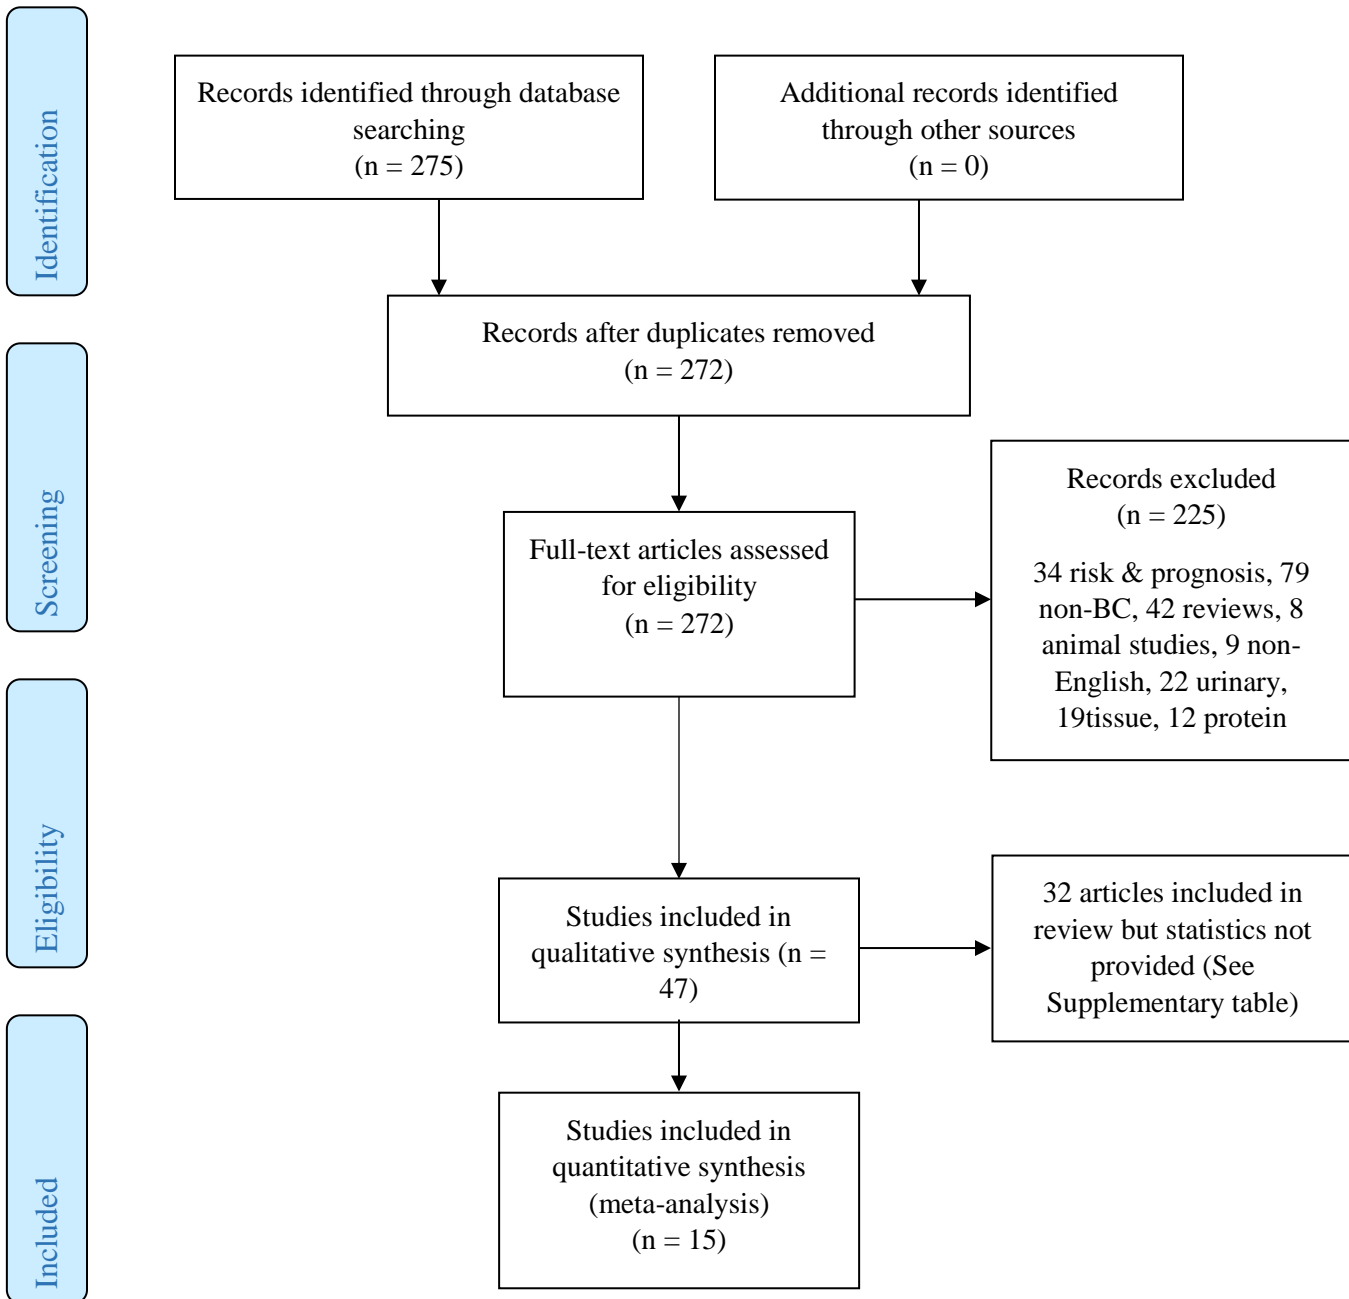 Identification
Records identified through database
searching
(n = 275)
Additional records identified
through other sources
(n = 0)
Records after duplicates removed
(n = 272)
Screening
Full-text articles assessed
for eligibility
(n = 272)
Records excluded
(n = 225)
34 risk & prognosis, 79
non-BC, 42 reviews, 8
animal studies, 9 non-
English, 22 urinary,
19tissue, 12 protein
Eligibility
Studies included in
qualitative synthesis (n =
47)
32 articles included in
review but statistics not
provided (See
Supplementary table)
Included
Studies included in
quantitative synthesis
(meta-analysis)
(n = 15)